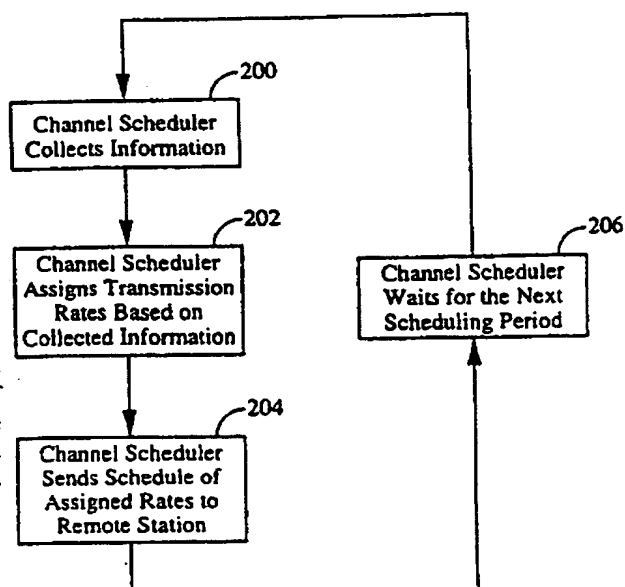 200
Channel Scheduler
Collects Information
202
Channel Scheduler
Assigns Transmission
Rates Based on
Collected Information
204
Channel Scheduler
Sends Schedule of
Assigned Rates to
Remote Station
206
Channel Scheduler
Waits for the Next
Scheduling Period